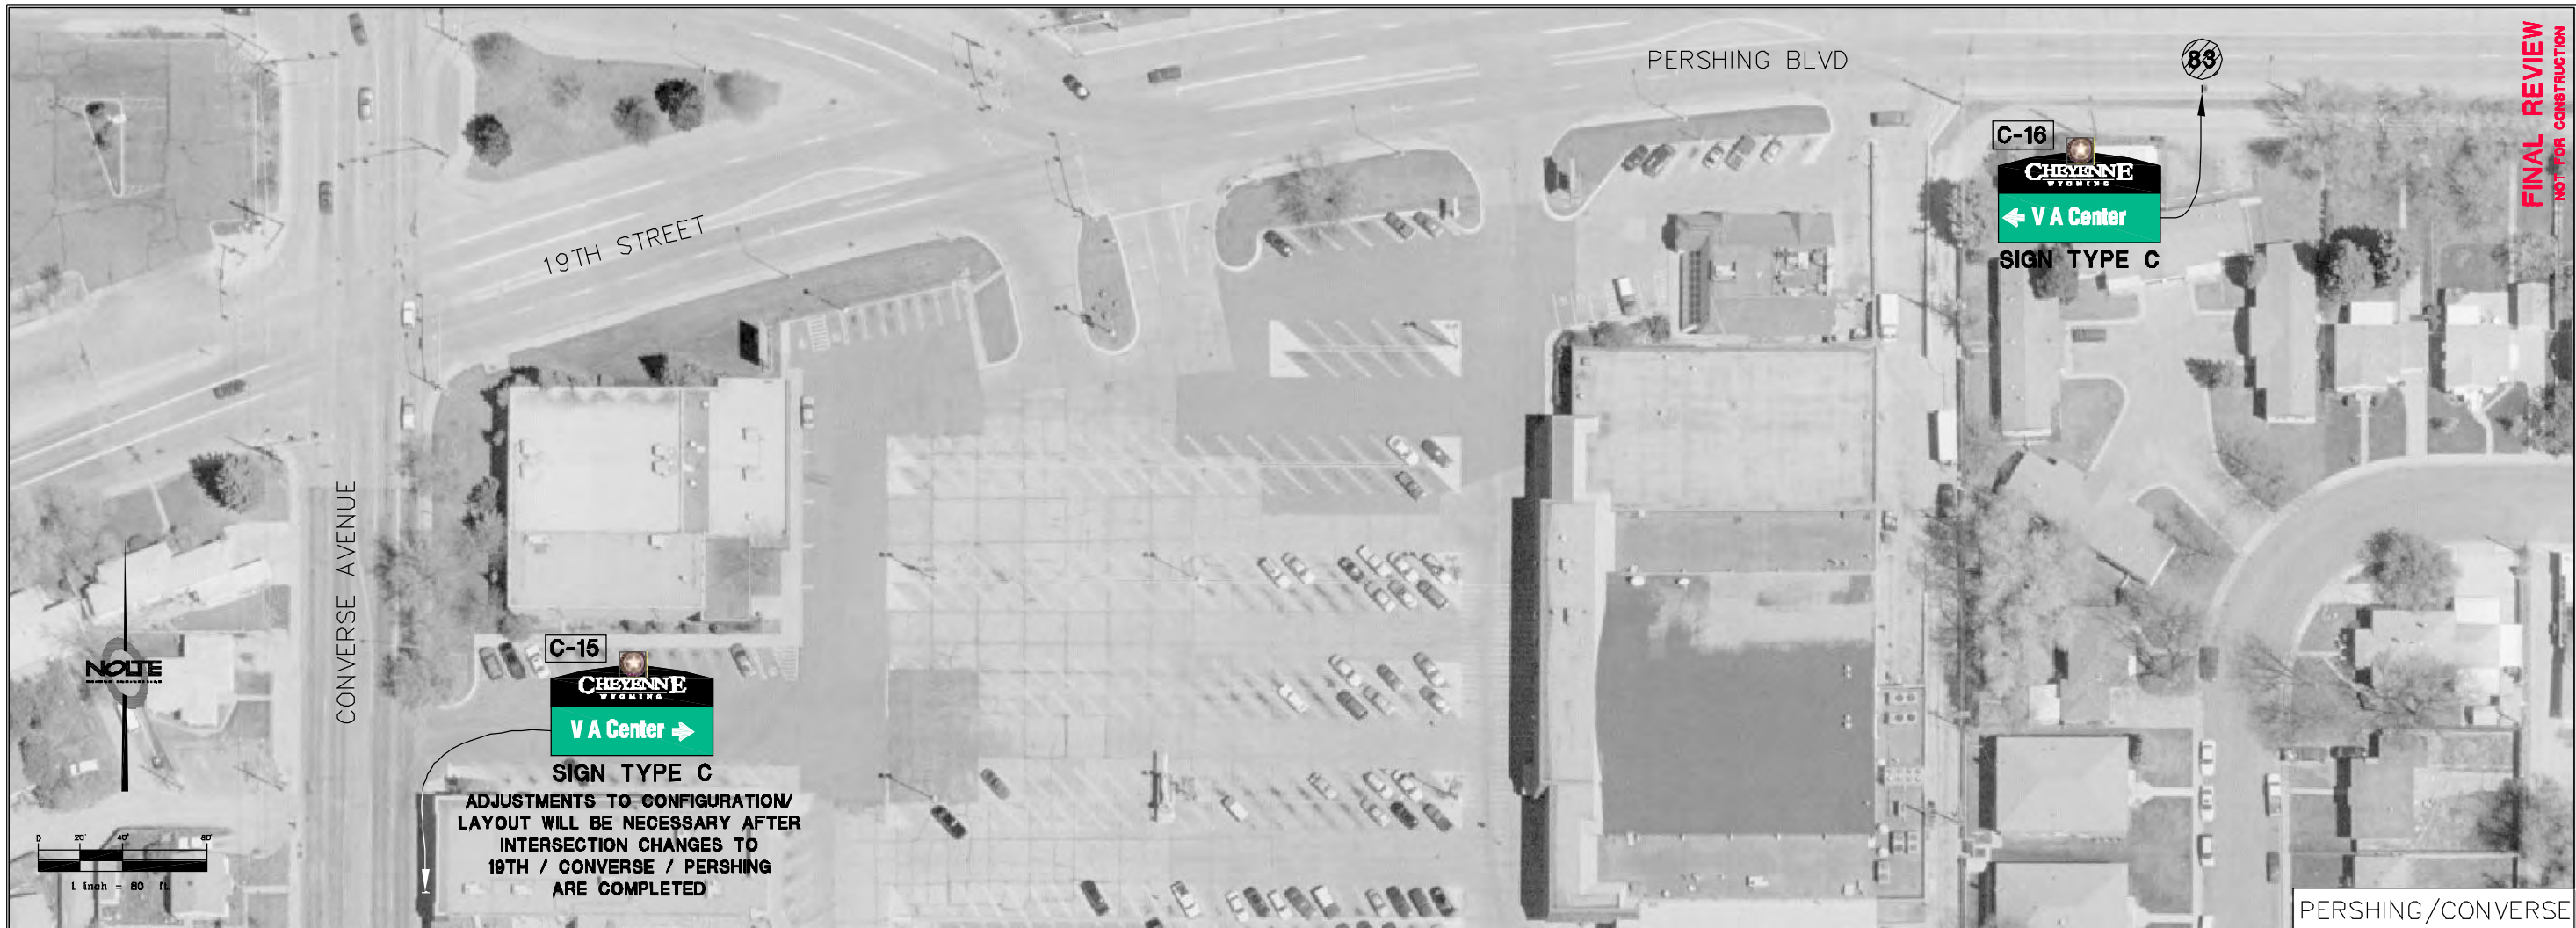 PERSHING BLVD
83
FINAL REVIEW
NOT FOR CONSTRUCTION
C-16
CHEYENNE
WYOMING
V A Center
SIGN TYPE C
19TH STREET
CONVERSE AVENUE
NOLTE
C-15
CHEYENNE
WYOMING
V A Center
SIGN TYPE C
ADJUSTMENTS TO CONFIGURATION/
LAYOUT WILL BE NECESSARY AFTER
INTERSECTION CHANGES TO
19TH / CONVERSE / PERSHING
ARE COMPLETED
0 20' 40' 80'
1 inch = 80 ft.
PERSHING/CONVERSE